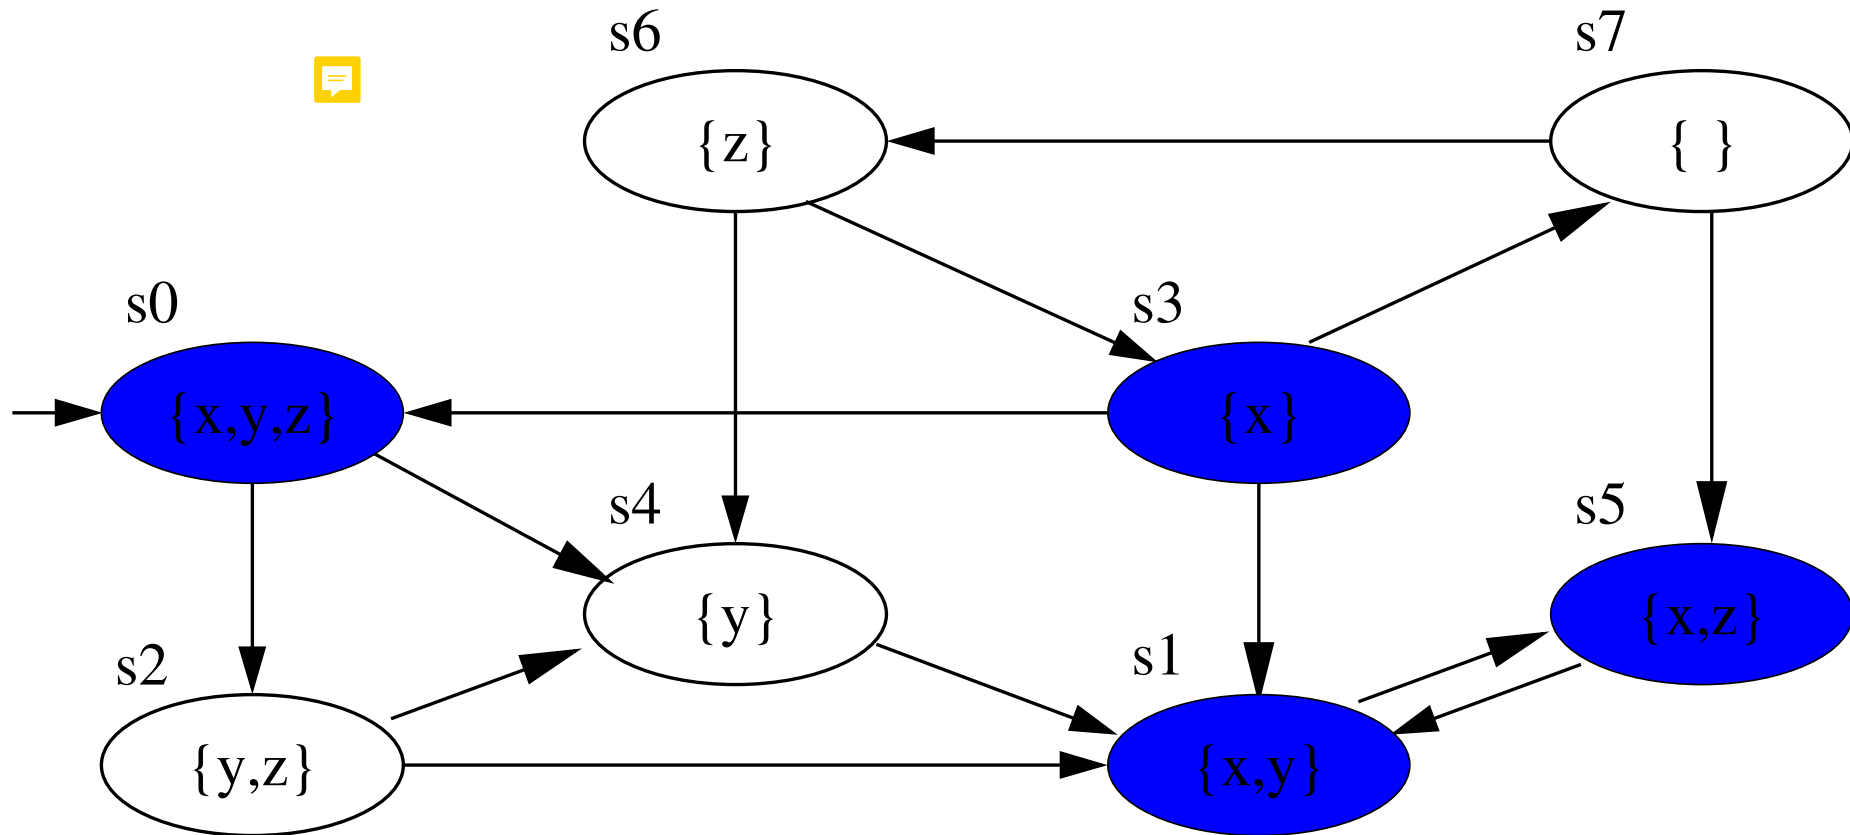 s6
s7
{z}
{ }
s0
s3
{x,y,z}
{x}
s4
s5
{y}
{x,z}
s2
s1
{y,z}
{x,y}